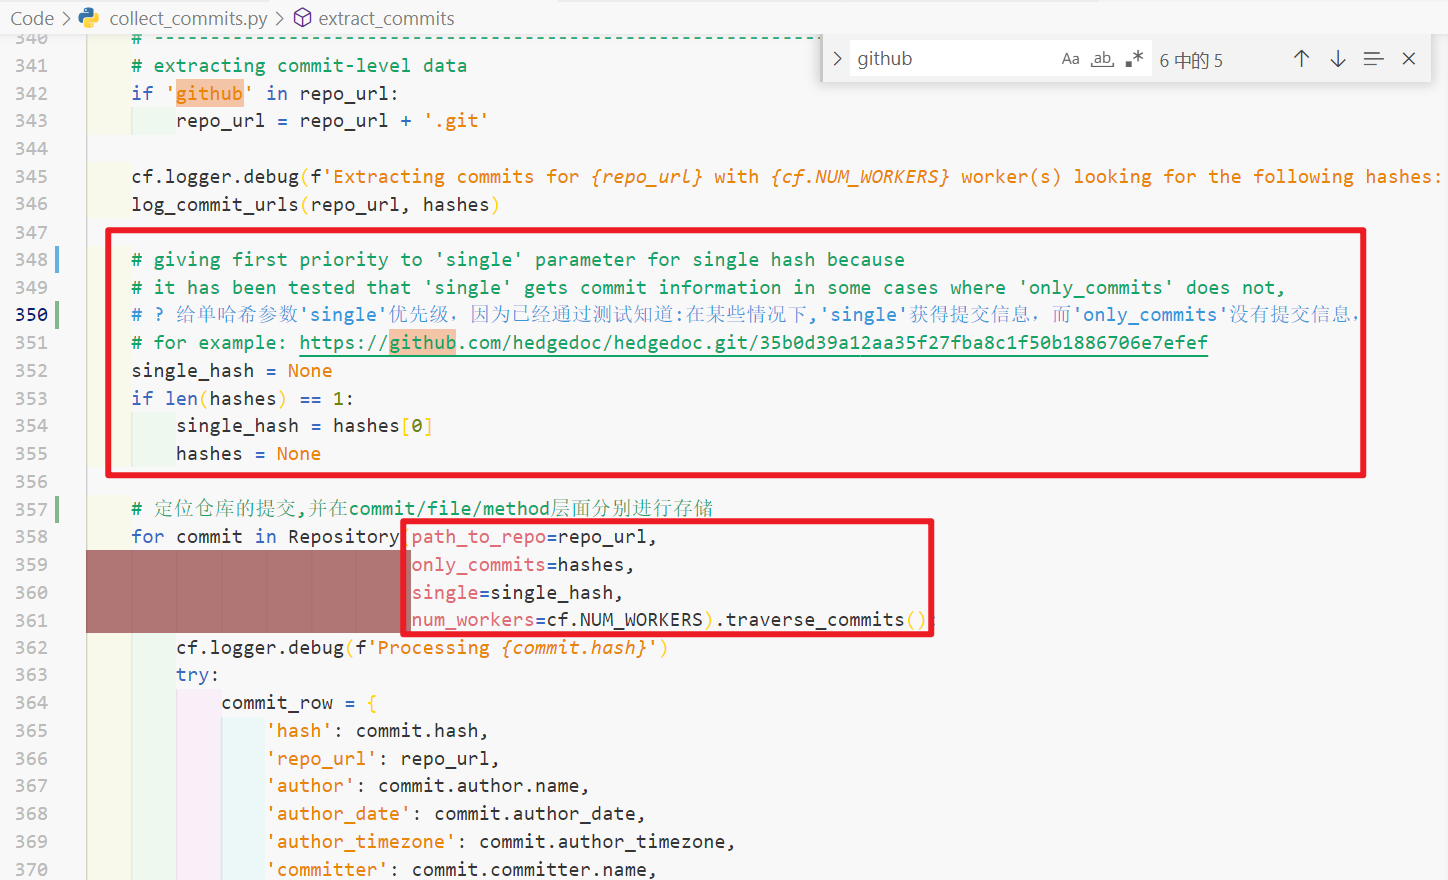 Code > collect_commits.py > extract_commits
github Aa ab 6 中的 5
340 # -----------------------------------------------------------
341 # extracting commit-level data
342 if 'github' in repo_url:
343 repo_url = repo_url + '.git'
344
345 cf.logger.debug(f'Extracting commits for {repo_url} with {cf.NUM_WORKERS} worker(s) looking for the following hashes:
346 log_commit_urls(repo_url, hashes)
347
348 # giving first priority to 'single' parameter for single hash because
349 # it has been tested that 'single' gets commit information in some cases where 'only_commits' does not,
350 # ? 给单哈希参数'single'优先级，因为已经通过测试知道:在某些情况下,'single'获得提交信息，而'only_commits'没有提交信息，
351 # for example: https://github.com/hedgedoc/hedgedoc.git/35b0d39a12aa35f27fba8c1f50b1886706e7efef
352 single_hash = None
353 if len(hashes) == 1:
354 single_hash = hashes[0]
355 hashes = None
356
357 # 定位仓库的提交,并在commit/file/method层面分别进行存储
358 for commit in Repository(path_to_repo=repo_url,
359 only_commits=hashes,
360 single=single_hash,
361 num_workers=cf.NUM_WORKERS).traverse_commits():
362 cf.logger.debug(f'Processing {commit.hash}')
363 try:
364 commit_row = {
365 'hash': commit.hash,
366 'repo_url': repo_url,
367 'author': commit.author.name,
368 'author_date': commit.author_date,
369 'author_timezone': commit.author_timezone,
370 'committer': commit.committer.name,